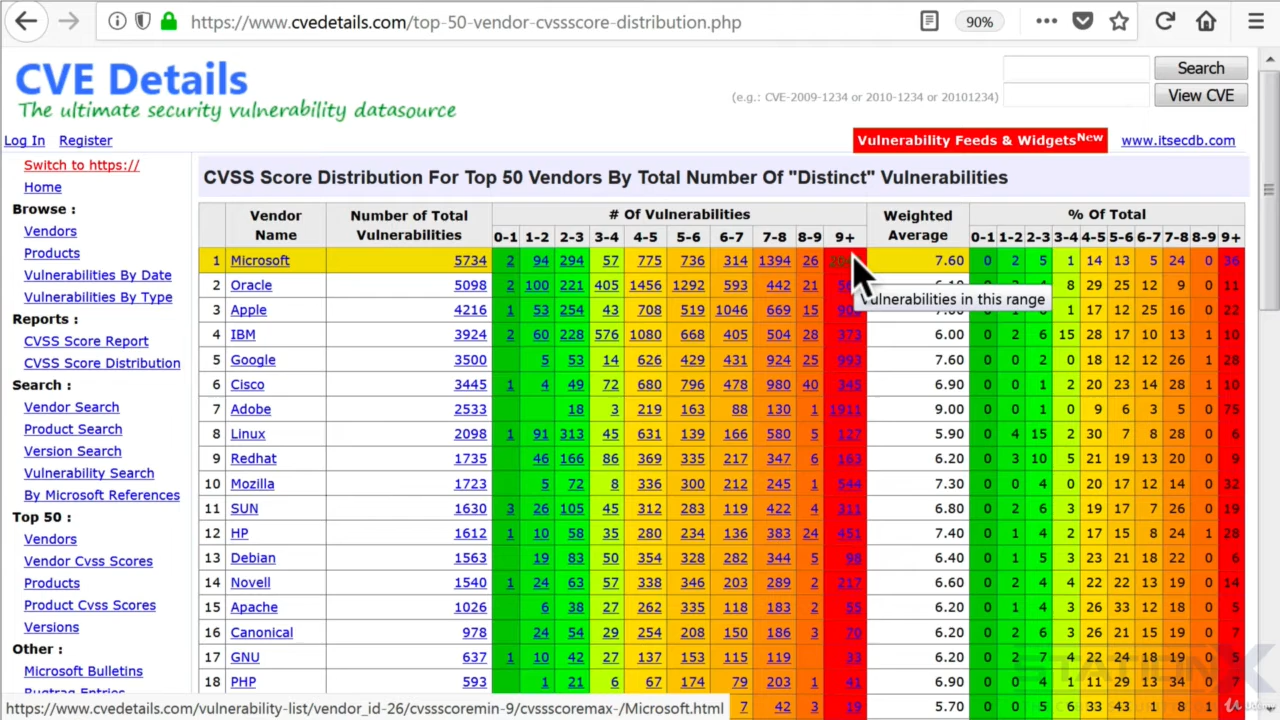 https://www.cvedetails.com/top-50-vendor-cvssscore-distribution.php
90%
CVE Details
The ultimate security vulnerability datasource
Search
(e.g.: CVE-2009-1234 or 2010-1234 or 20101234)
View CVE
Log In Register
Vulnerability Feeds & Widgets New
www.itsecdb.com
Switch to https://
Home
Browse :
Vendors
Products
Vulnerabilities By Date
Vulnerabilities By Type
Reports :
CVSS Score Report
CVSS Score Distribution
Search :
Vendor Search
Product Search
Version Search
Vulnerability Search
By Microsoft References
Top 50 :
Vendors
Vendor Cvss Scores
Products
Product Cvss Scores
Versions
Other :
Microsoft Bulletins
Bugtraq Entries
CVSS Score Distribution For Top 50 Vendors By Total Number Of "Distinct" Vulnerabilities
Vendor Name Number of Total Vulnerabilities # Of Vulnerabilities Weighted Average % Of Total
0-1 1-2 2-3 3-4 4-5 5-6 6-7 7-8 8-9 9+ 0-1 1-2 2-3 3-4 4-5 5-6 6-7 7-8 8-9 9+
1 Microsoft 5734 2 94 294 57 775 736 314 1394 26 7.60 0 2 5 1 14 13 5 24 0 36
2 Oracle 5098 2 100 221 405 1456 1292 593 442 21 8 29 25 12 9 0 11
Vulnerabilities in this range
3 Apple 4216 1 53 254 43 708 519 1046 669 15 1 17 12 25 16 0 22
4 IBM 3924 2 60 228 576 1080 668 405 504 28 373 6.00 0 2 6 15 28 17 10 13 1 10
5 Google 3500 5 53 14 626 429 431 924 25 993 7.60 0 0 2 0 18 12 12 26 1 28
6 Cisco 3445 1 4 49 72 680 796 478 980 40 345 6.90 0 0 1 2 20 23 14 28 1 10
7 Adobe 2533 18 3 219 163 88 130 1 1911 9.00 0 0 1 0 9 6 3 5 0 75
8 Linux 2098 1 91 313 45 631 139 166 580 5 127 5.90 0 4 15 2 30 7 8 28 0 6
9 Redhat 1735 46 166 86 369 335 217 347 6 163 6.20 0 3 10 5 21 19 13 20 0 9
10 Mozilla 1723 5 72 8 336 300 212 245 1 544 7.30 0 0 4 0 20 17 12 14 0 32
11 SUN 1630 3 26 105 45 312 283 119 422 4 311 6.80 0 2 6 3 19 17 7 26 0 19
12 HP 1612 1 10 58 35 280 234 136 383 24 451 7.40 0 1 4 2 17 15 8 24 1 28
13 Debian 1563 19 83 50 354 328 282 344 5 98 6.40 0 1 5 3 23 21 18 22 0 6
14 Novell 1540 1 24 63 57 338 346 203 289 2 217 6.60 0 2 4 4 22 22 13 19 0 14
15 Apache 1026 6 38 27 262 335 118 183 2 55 6.20 0 1 4 3 26 33 12 18 0 5
16 Canonical 978 24 54 29 254 208 150 186 3 70 6.20 0 2 6 3 26 21 15 19 0 7
17 GNU 637 1 10 42 27 137 153 115 119 33 6.20 0 2 7 4 22 24 18 19 0 5
18 PHP 593 1 21 6 67 174 79 203 1 41 6.90 0 0 4 1 11 29 13 34 0 7
7 42 3 19 5.70 0 6 6 6 33 43 1 8 1
https://www.cvedetails.com/vulnerability-list/vendor_id-26/cvssscoremin-9/cvssscoremax-/Microsoft.html